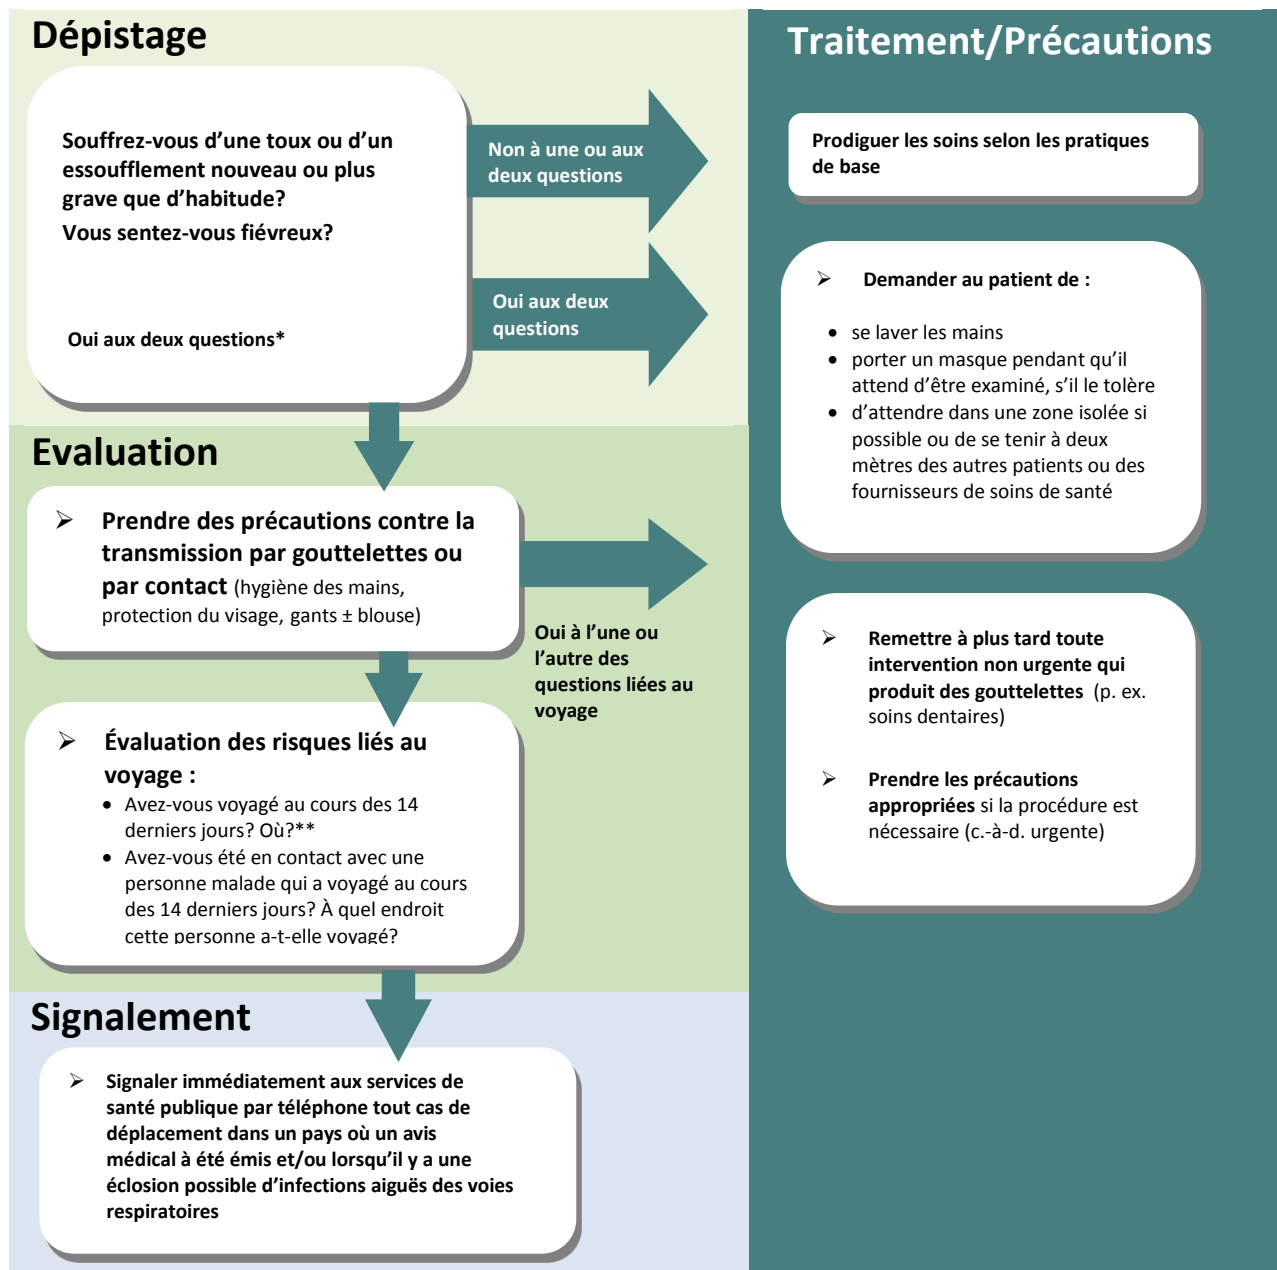 Dépistage
Souffrez-vous d'une toux ou d'un
essoufflement nouveau ou plus
grave que d'habitude?
Vous sentez-vous fiévreux?
Oui aux deux questions*
Non à une ou aux
deux questions
Oui aux deux
questions
Evaluation
➢ Prendre des précautions contre la
transmission par gouttelettes ou
par contact (hygiène des mains,
protection du visage, gants ± blouse)
Oui à l'une ou
l'autre des
questions liées au
voyage
➢ Évaluation des risques liés au
voyage :
• Avez-vous voyagé au cours des 14
derniers jours? Où?**
• Avez-vous été en contact avec une
personne malade qui a voyagé au cours
des 14 derniers jours? À quel endroit
cette personne a-t-elle voyagé?
Signalement
➢ Signaler immédiatement aux services de
santé publique par téléphone tout cas de
déplacement dans un pays où un avis
médical à été émis et/ou lorsqu'il y a une
éclosion possible d'infections aiguës des voies
respiratoires
Traitement/Précautions
Prodiguer les soins selon les pratiques
de base
➢ Demander au patient de :
• se laver les mains
• porter un masque pendant qu'il
attend d'être examiné, s'il le tolère
• d'attendre dans une zone isolée si
possible ou de se tenir à deux
mètres des autres patients ou des
fournisseurs de soins de santé
➢ Remettre à plus tard toute
intervention non urgente qui
produit des gouttelettes (p. ex.
soins dentaires)
➢ Prendre les précautions
appropriées si la procédure est
nécessaire (c.-à-d. urgente)